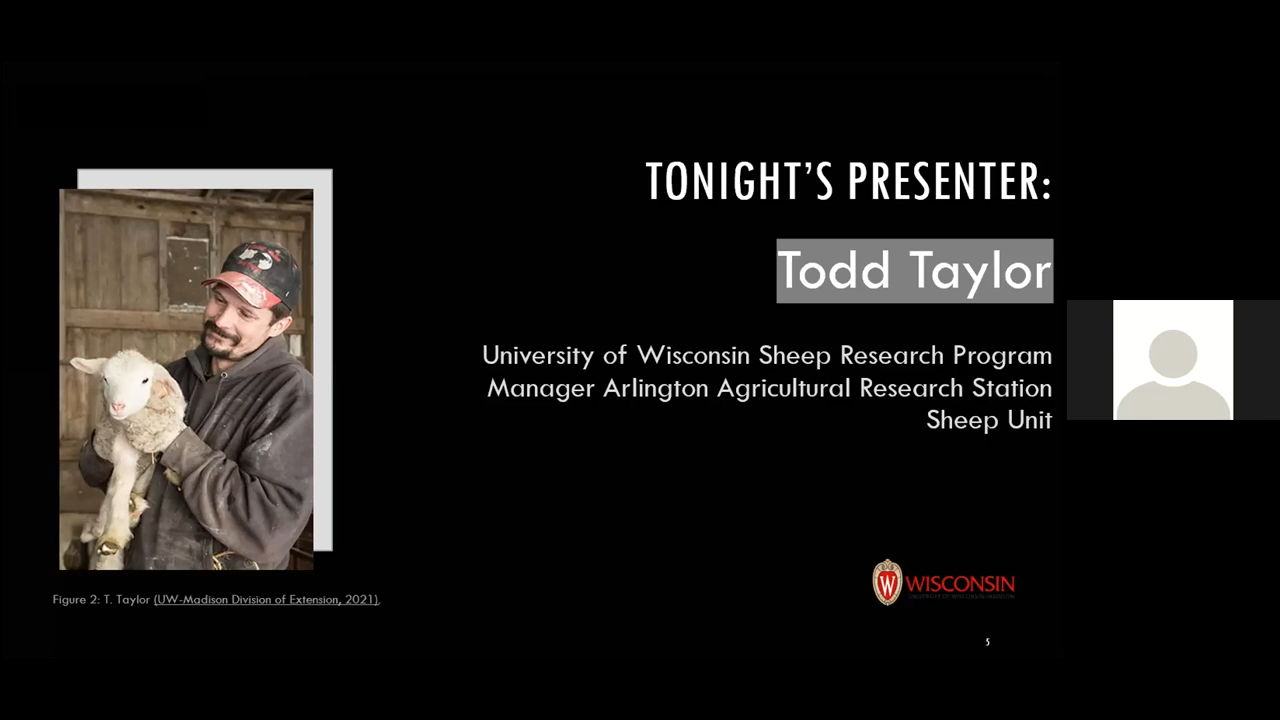 TONIGHT'S PRESENTER:
Todd Taylor
University of Wisconsin Sheep Research Program
Manager Arlington Agricultural Research Station
Sheep Unit
Figure 2: T. Taylor (UW-Madison Division of Extension, 2021).
W WISCONSIN
5